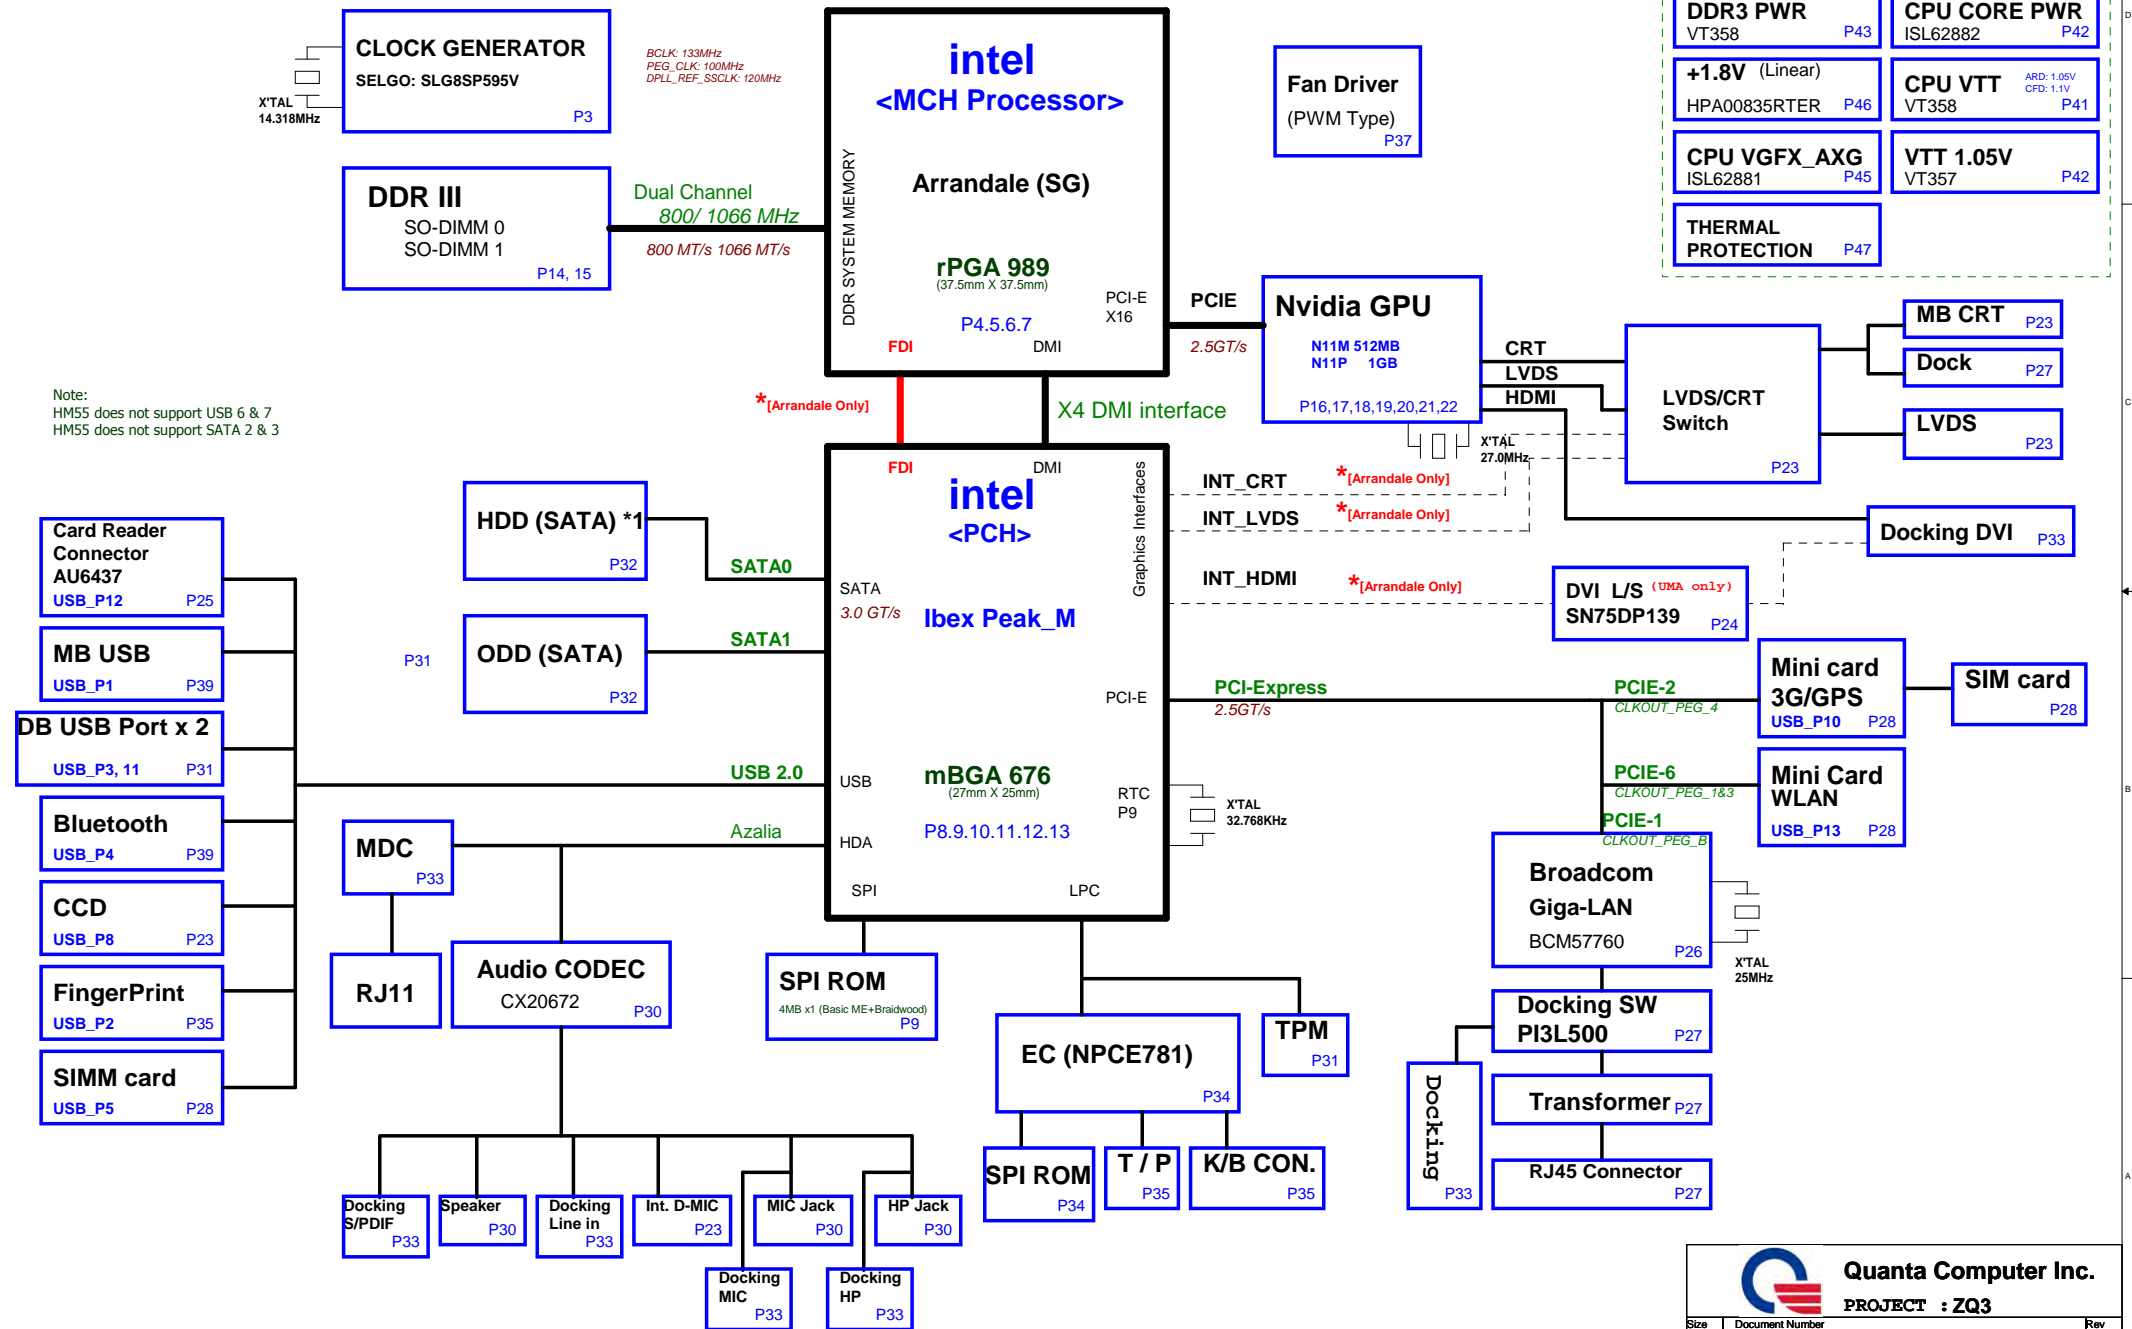 CLOCK GENERATOR
SELGO: SLG8SP595V
P3
X'TAL
14.318MHz
BCLK: 133MHz
PEG_CLK: 100MHz
DPLL_REF_SSCLK: 120MHz
intel
<MCH Processor>
Arrandale (SG)
rPGA 989
(37.5mm X 37.5mm)
P4.5.6.7
DDR SYSTEM MEMORY
PCI-E
X16
FDI
DMI
Fan Driver
(PWM Type)
P37
DDR3 PWR
VT358
P43
CPU CORE PWR
ISL62882
P42
+1.8V (Linear)
HPA00835RTER
P46
CPU VTT
ARD: 1.05V
CFD: 1.1V
VT358
P41
CPU VGFX_AXG
ISL62881
P45
VTT 1.05V
VT357
P42
THERMAL
PROTECTION
P47
DDR III
SO-DIMM 0
SO-DIMM 1
P14, 15
Dual Channel
800/ 1066 MHz
800 MT/s 1066 MT/s
PCIE
2.5GT/s
Nvidia GPU
N11M 512MB
N11P 1GB
P16,17,18,19,20,21,22
X'TAL
27.0MHz
CRT
LVDS
HDMI
LVDS/CRT
Switch
P23
MB CRT
P23
Dock
P27
LVDS
P23
Note:
HM55 does not support USB 6 & 7
HM55 does not support SATA 2 & 3
*[Arrandale Only]
X4 DMI interface
FDI
DMI
intel
<PCH>
Ibex Peak_M
mBGA 676
(27mm X 25mm)
P8.9.10.11.12.13
Graphics Interfaces
SATA
3.0 GT/s
PCI-E
USB
HDA
SPI
LPC
RTC
P9
X'TAL
32.768KHz
INT_CRT
*[Arrandale Only]
INT_LVDS
*[Arrandale Only]
INT_HDMI
*[Arrandale Only]
Docking DVI
P33
DVI L/S (UMA only)
SN75DP139
P24
HDD (SATA) *1
P32
SATA0
ODD (SATA)
P32
SATA1
P31
Card Reader
Connector
AU6437
USB_P12
P25
MB USB
USB_P1
P39
DB USB Port x 2
USB_P3, 11
P31
Bluetooth
USB_P4
P39
CCD
USB_P8
P23
FingerPrint
USB_P2
P35
SIMM card
USB_P5
P28
USB 2.0
Azalia
MDC
P33
RJ11
Audio CODEC
CX20672
P30
SPI ROM
4MB x1 (Basic ME+Braidwood)
P9
PCI-Express
2.5GT/s
PCIE-2
CLKOUT_PEG_4
Mini card
3G/GPS
USB_P10
P28
SIM card
P28
PCIE-6
CLKOUT_PEG_1&3
Mini Card
WLAN
USB_P13
P28
PCIE-1
CLKOUT_PEG_B
Broadcom
Giga-LAN
BCM57760
P26
X'TAL
25MHz
Docking SW
PI3L500
P27
Docking
P33
Transformer
P27
RJ45 Connector
P27
EC (NPCE781)
P34
TPM
P31
SPI ROM
P34
T / P
P35
K/B CON.
P35
Docking
S/PDIF
P33
Speaker
P30
Docking
Line in
P33
Int. D-MIC
P23
MIC Jack
P30
HP Jack
P30
Docking
MIC
P33
Docking
HP
P33
D
C
B
A
Quanta Computer Inc.
PROJECT : ZQ3
Size
Document Number
Rev